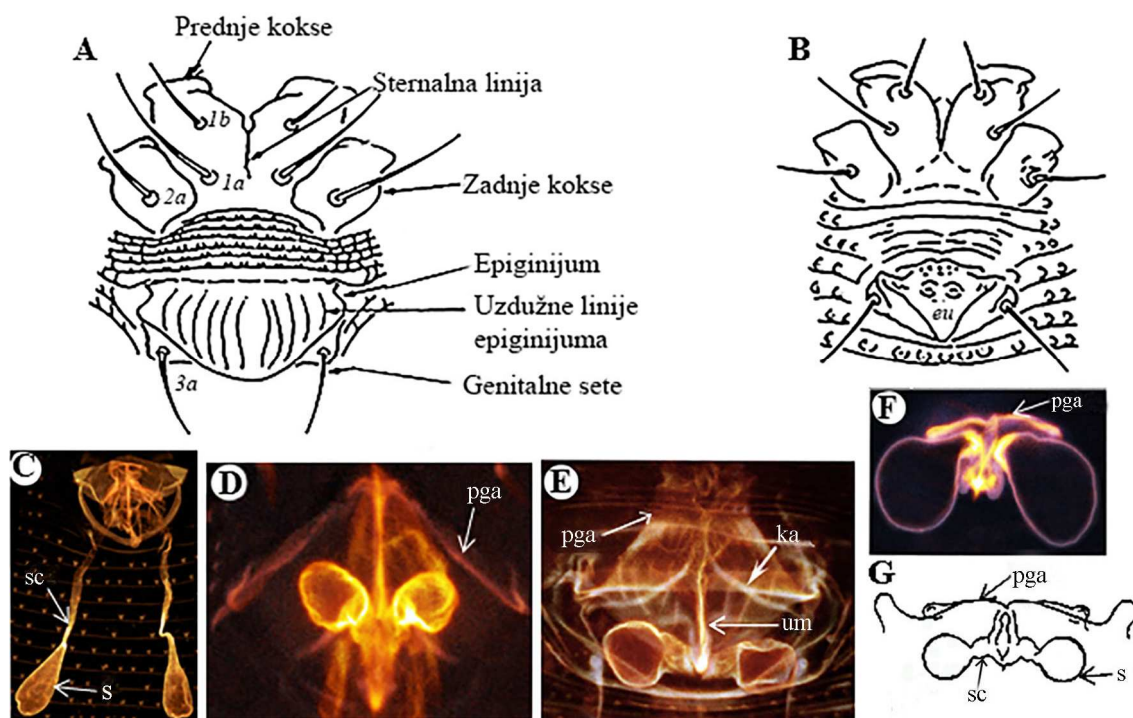 A
Prednje kokse
Sternalna linija
1b
1a
2a
Zadnje kokse
Epiginijum
Uzdužne linije
epiginijuma
Genitalne sete
3a
B
eu
C
sc
s
D
pga
E
pga
ka
um
F
pga
G
pga
sc
s